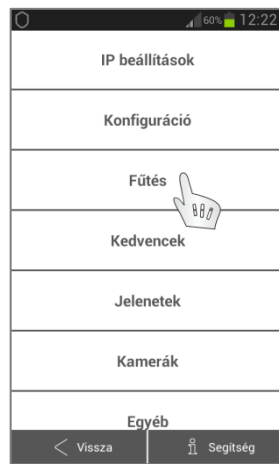 60% 12:22
IP beállítások
Konfiguráció
Fűtés
Kedvencek
Jelenetek
Kamerák
Egyéb
Vissza Segítség